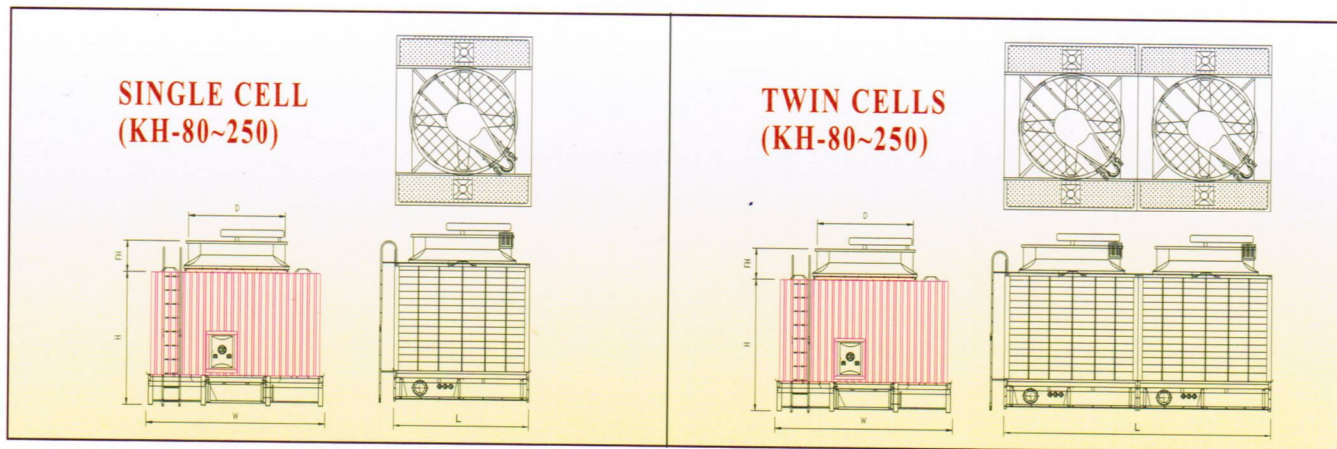 SINGLE CELL
(KH-80~250)
D
FH
H
W
L
TWIN CELLS
(KH-80~250)
D
FH
H
W
L